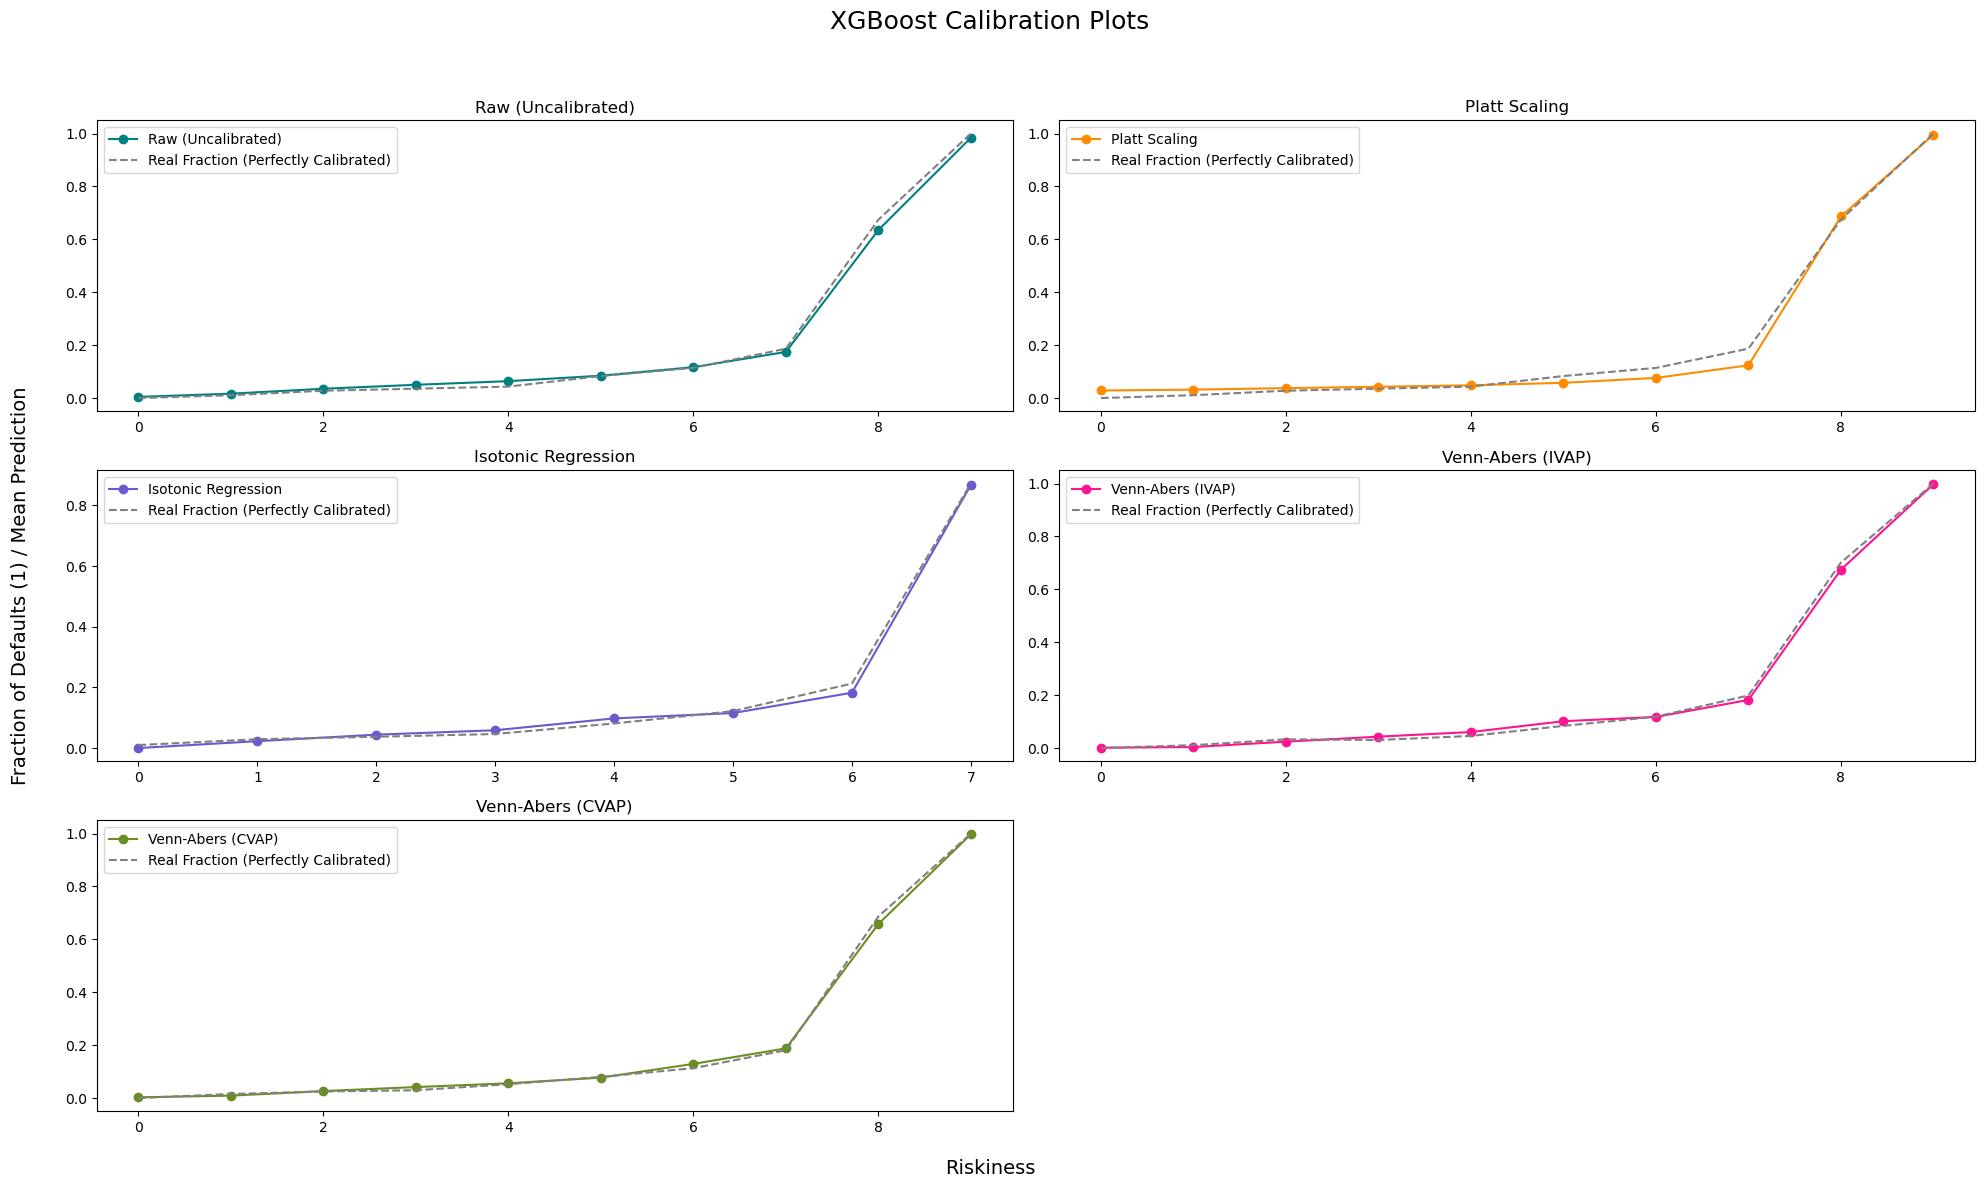 XGBoost Calibration Plots
Fraction of Defaults (1) / Mean Prediction
Raw (Uncalibrated)
Raw (Uncalibrated)
Real Fraction (Perfectly Calibrated)
1.0
0.8
0.6
0.4
0.2
0.0
0 2 4 6 8
Platt Scaling
Platt Scaling
Real Fraction (Perfectly Calibrated)
1.0
0.8
0.6
0.4
0.2
0.0
0 2 4 6 8
Isotonic Regression
Isotonic Regression
Real Fraction (Perfectly Calibrated)
0.8
0.6
0.4
0.2
0.0
0 1 2 3 4 5 6 7
Venn-Abers (IVAP)
Venn-Abers (IVAP)
Real Fraction (Perfectly Calibrated)
1.0
0.8
0.6
0.4
0.2
0.0
0 2 4 6 8
Venn-Abers (CVAP)
Venn-Abers (CVAP)
Real Fraction (Perfectly Calibrated)
1.0
0.8
0.6
0.4
0.2
0.0
0 2 4 6 8
Riskiness